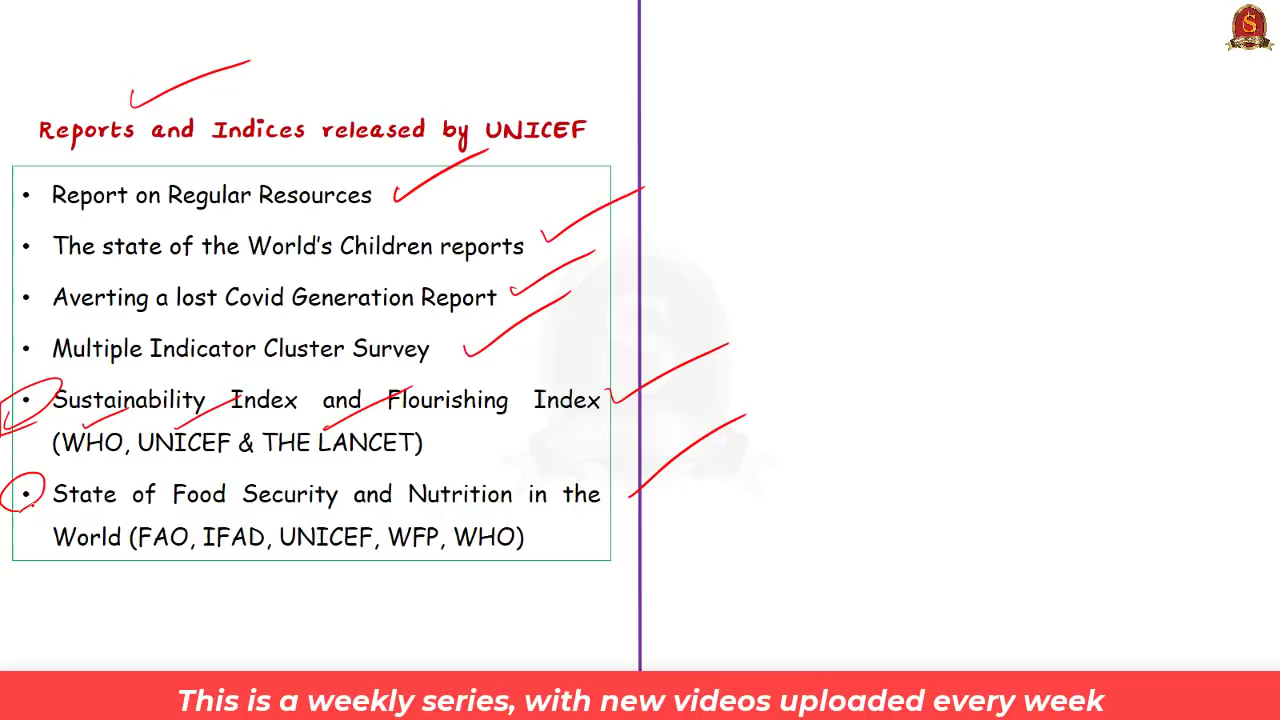 Reports and Indices released by UNICEF
• Report on Regular Resources
• The state of the World's Children reports
• Averting a lost Covid Generation Report
• Multiple Indicator Cluster Survey
• Sustainability Index and Flourishing Index
(WHO, UNICEF & THE LANCET)
• State of Food Security and Nutrition in the
World (FAO, IFAD, UNICEF, WFP, WHO)
This is a weekly series, with new videos uploaded every week